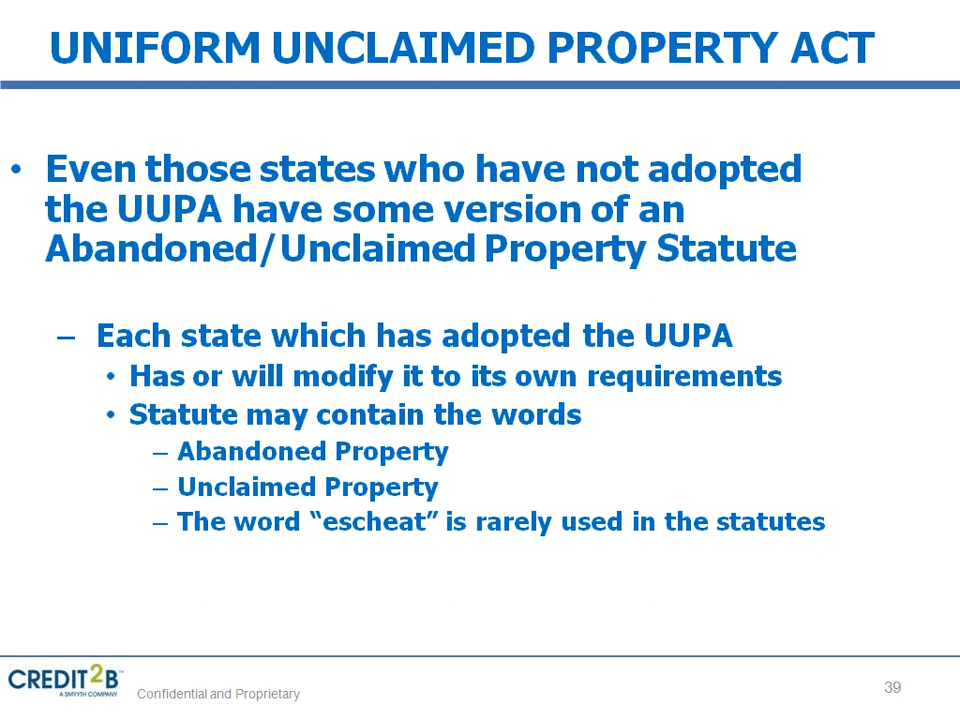 UNIFORM UNCLAIMED PROPERTY ACT
• Even those states who have not adopted
the UUPA have some version of an
Abandoned/Unclaimed Property Statute
– Each state which has adopted the UUPA
• Has or will modify it to its own requirements
• Statute may contain the words
– Abandoned Property
– Unclaimed Property
– The word “escheat” is rarely used in the statutes
CREDIT2B™
A SMYYTH COMPANY
Confidential and Proprietary
39